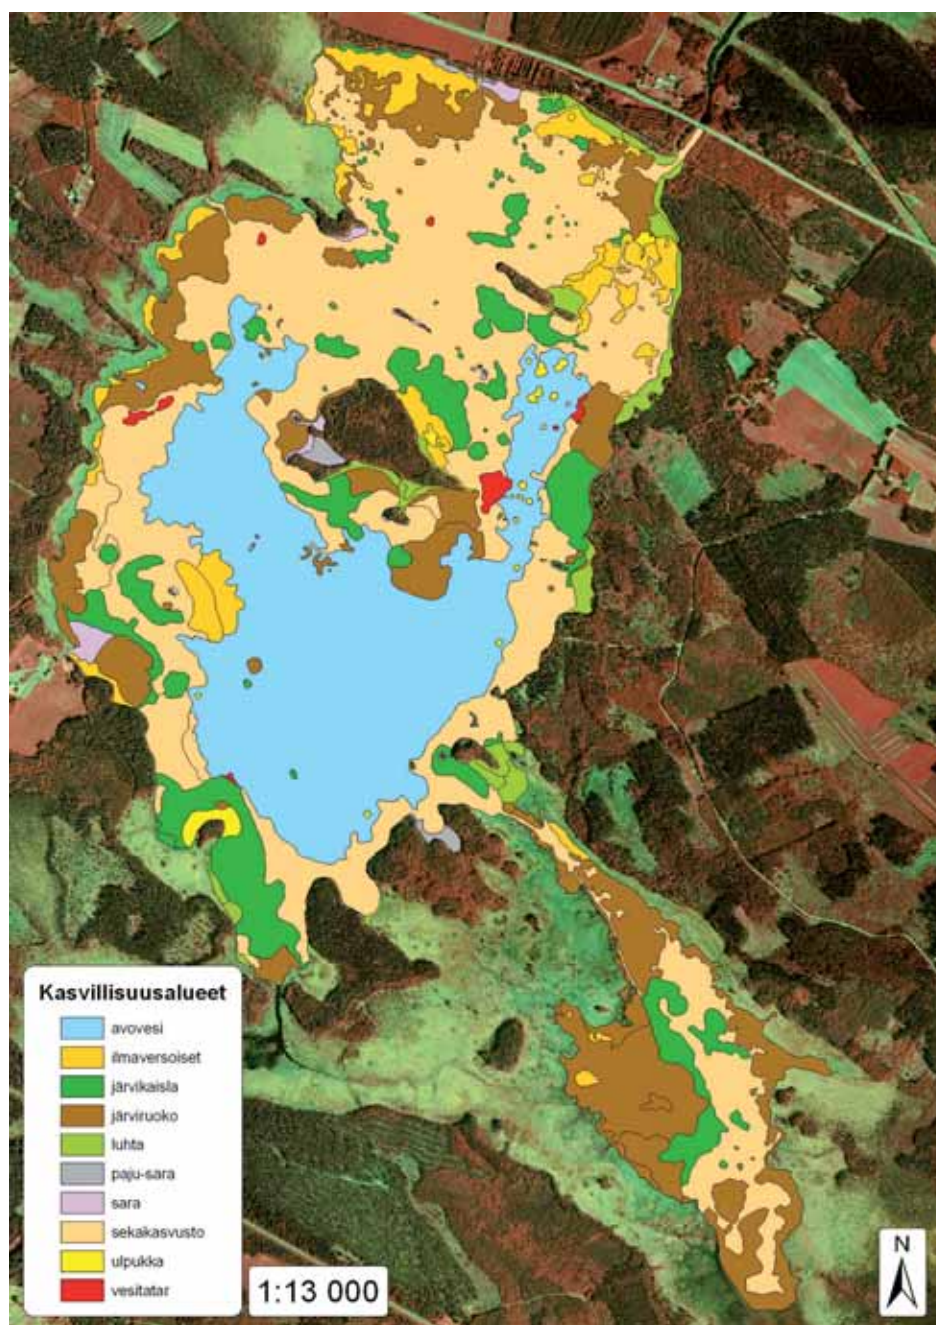 Kasvillisuusalueet
avovesi
ilmaversoiset
järvikaisla
järviruoko
luhta
paju-sara
sara
sekakasvusto
ulpukka
vesitatar
1:13 000
N